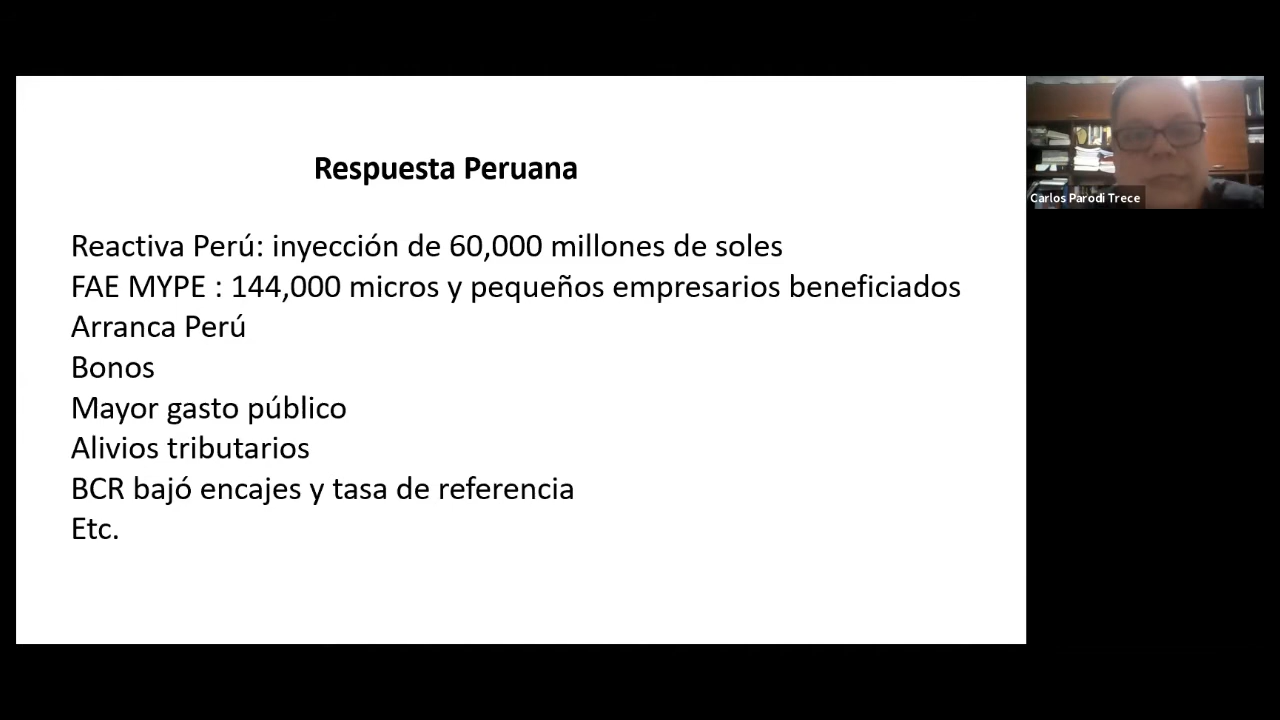 Respuesta Peruana
Reactiva Perú: inyección de 60,000 millones de soles
FAE MYPE : 144,000 micros y pequeños empresarios beneficiados
Arranca Perú
Bonos
Mayor gasto público
Alivios tributarios
BCR bajó encajes y tasa de referencia
Etc.
Carlos Parodi Trece